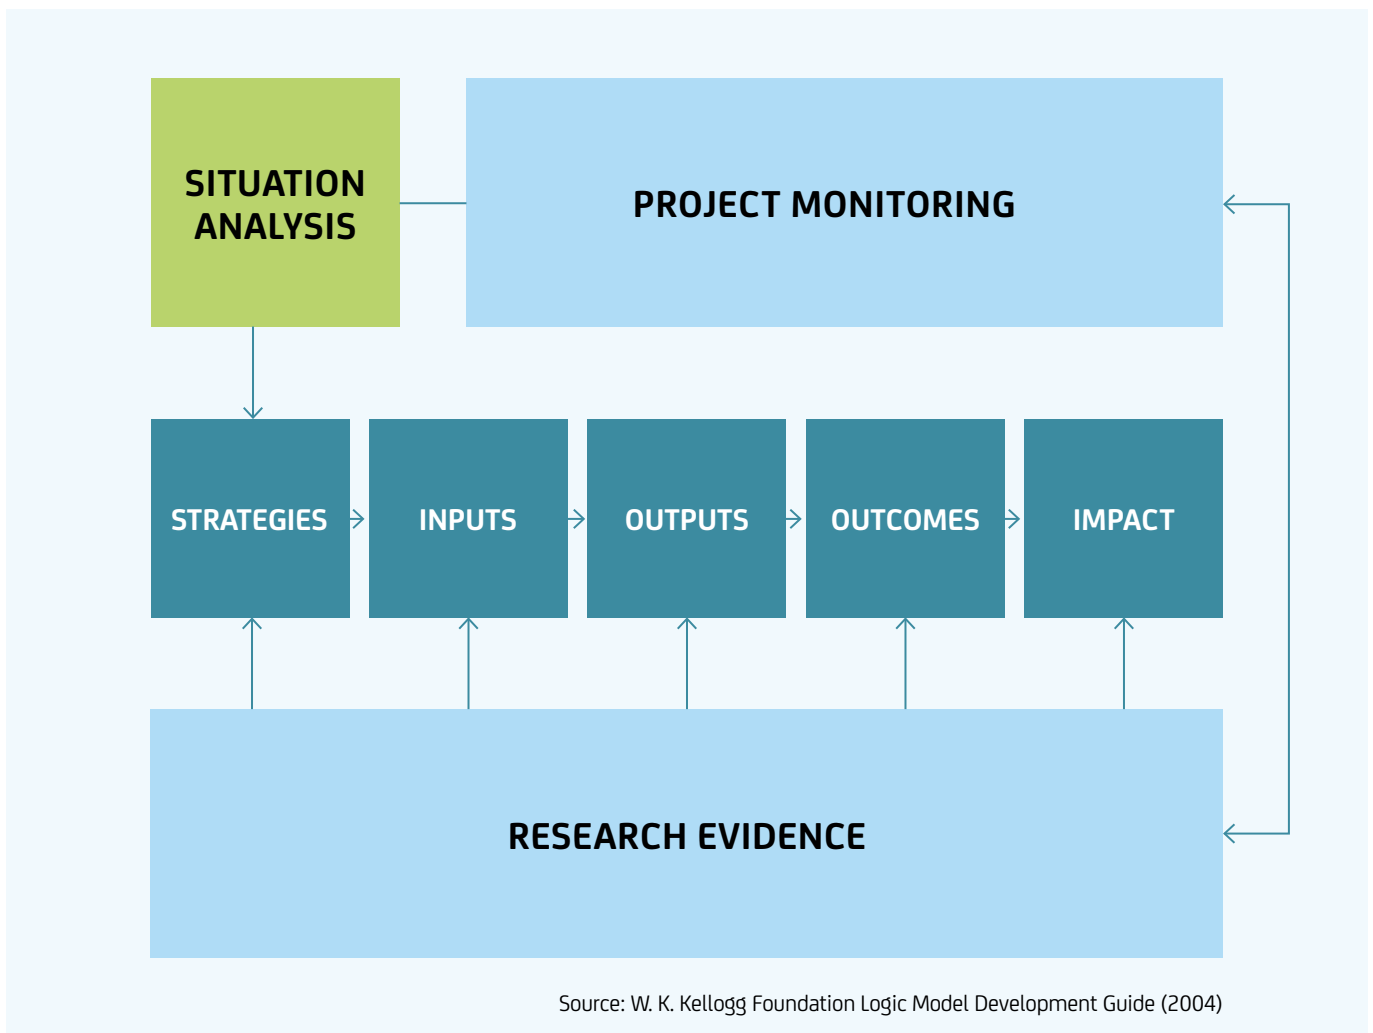 SITUATION
ANALYSIS
PROJECT MONITORING
STRATEGIES
INPUTS
OUTPUTS
OUTCOMES
IMPACT
RESEARCH EVIDENCE
Source: W. K. Kellogg Foundation Logic Model Development Guide (2004)